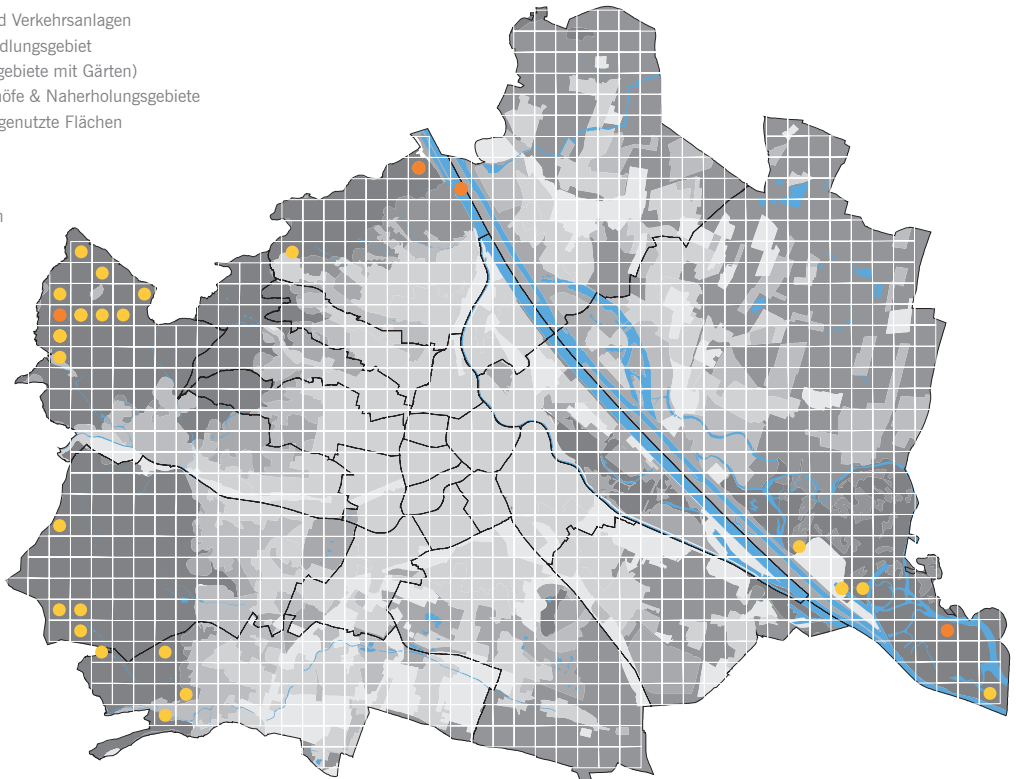 d Verkehrsanlagen
dlungsgebiet
gebiete mit Gärten)
höfe & Naherholungsgebiete
genutzte Flächen
n